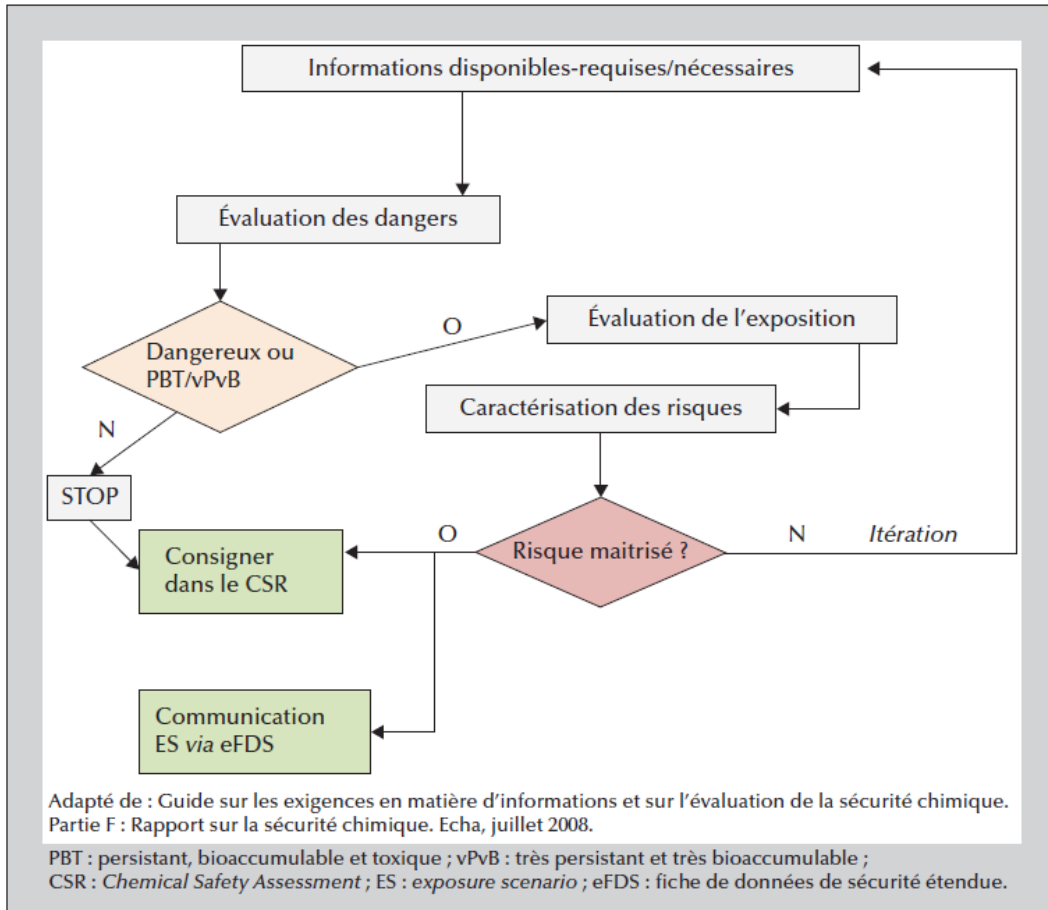 Informations disponibles-requises/nécessaires
Évaluation des dangers
Dangereux ou
PBT/vPvB
O
Évaluation de l'exposition
Caractérisation des risques
N
STOP
Consigner
dans le CSR
O
Risque maitrisé ?
N
Itération
Communication
ES via eFDS
Adapté de : Guide sur les exigences en matière d'informations et sur l'évaluation de la sécurité chimique.
Partie F : Rapport sur la sécurité chimique. Echa, juillet 2008.
PBT : persistant, bioaccumulable et toxique ; vPvB : très persistant et très bioaccumulable ;
CSR : Chemical Safety Assessment ; ES : exposure scenario ; eFDS : fiche de données de sécurité étendue.